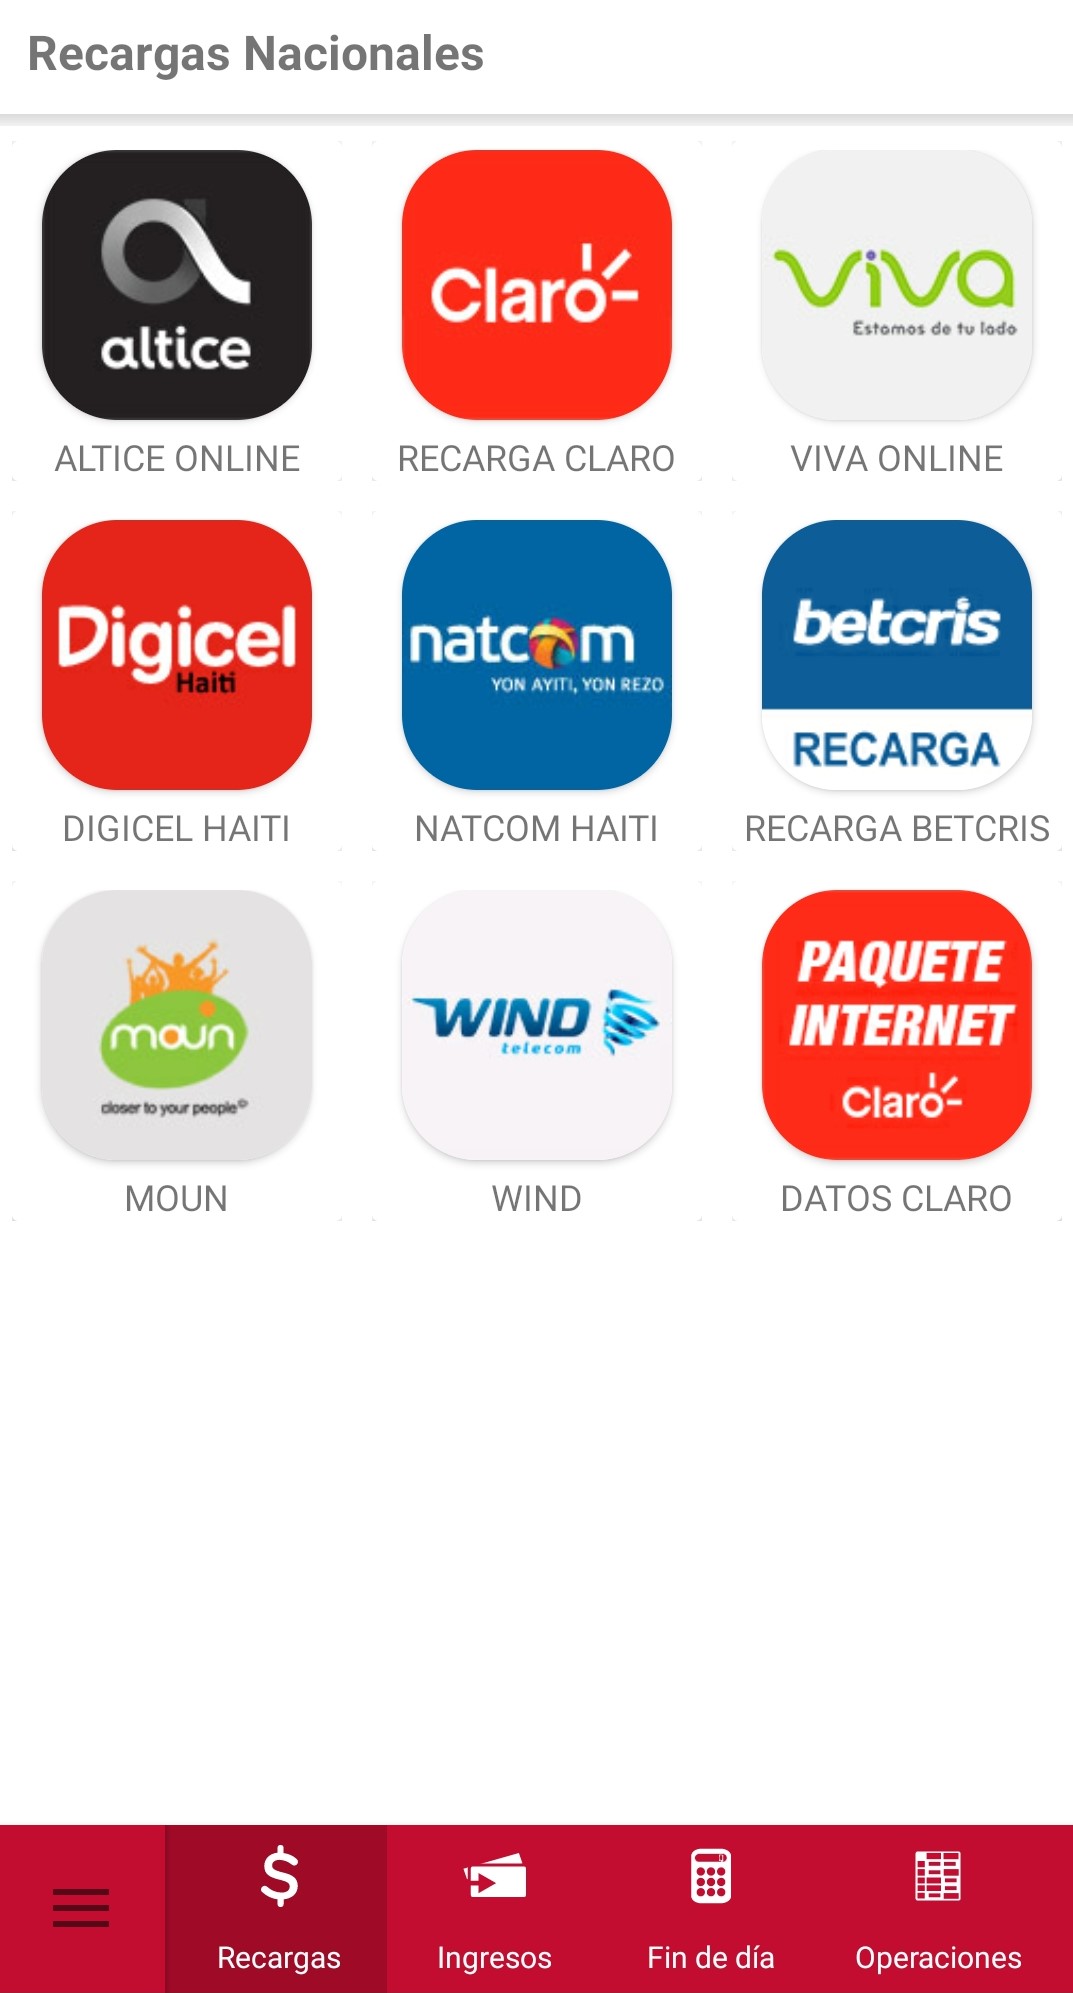 Recargas Nacionales
altice
Claro
viva
Estamos de tu lado
ALTICE ONLINE
RECARGA CLARO
VIVA ONLINE
Digicel
Haiti
natcom
YON AYITI, YON REZO
betcris
RECARGA
DIGICEL HAITI
NATCOM HAITI
RECARGA BETCRIS
moun
closer to your people©
WIND
telecom
PAQUETE
INTERNET
Claro
MOUN
WIND
DATOS CLARO
$
Recargas
Ingresos
Fin de día
Operaciones